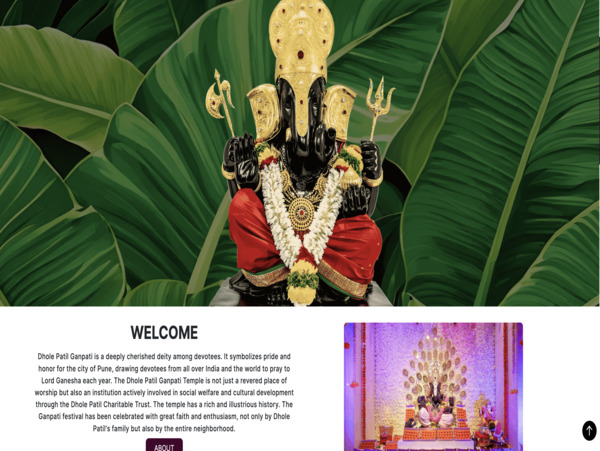 WELCOME
Dhole Patil Ganpati is a deeply cherished deity among devotees. It symbolizes pride and
honor for the city of Pune, drawing devotees from all over India and the world to pray to
Lord Ganesha each year. The Dhole Patil Ganpati Temple is not just a revered place of
worship but also an institution actively involved in social welfare and cultural development
through the Dhole Patil Charitable Trust. The temple has a rich and illustrious history. The
Ganpati festival has been celebrated with great faith and enthusiasm, not only by Dhole
Patil's family but also by the entire neighborhood.
ABOUT